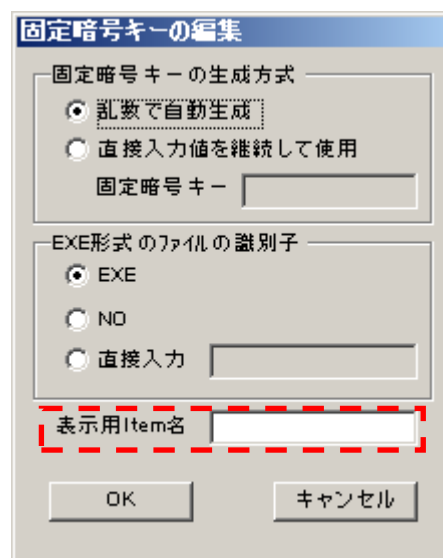 固定暗号キーの編集
固定暗号キーの生成方式
乱数で自動生成
直接入力値を継続して使用
固定暗号キー
EXE形式のファイルの識別子
EXE
NO
直接入力
表示用Item名
OK キャンセル